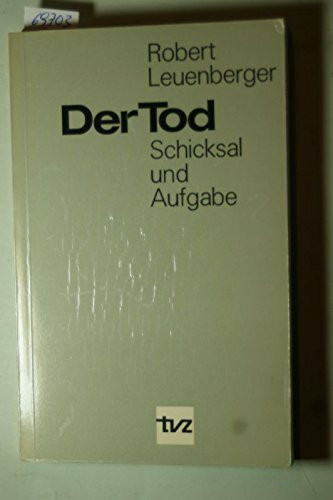 69703
Robert
Leuenberger
Der Tod
Schicksal
und
Aufgabe
tvz